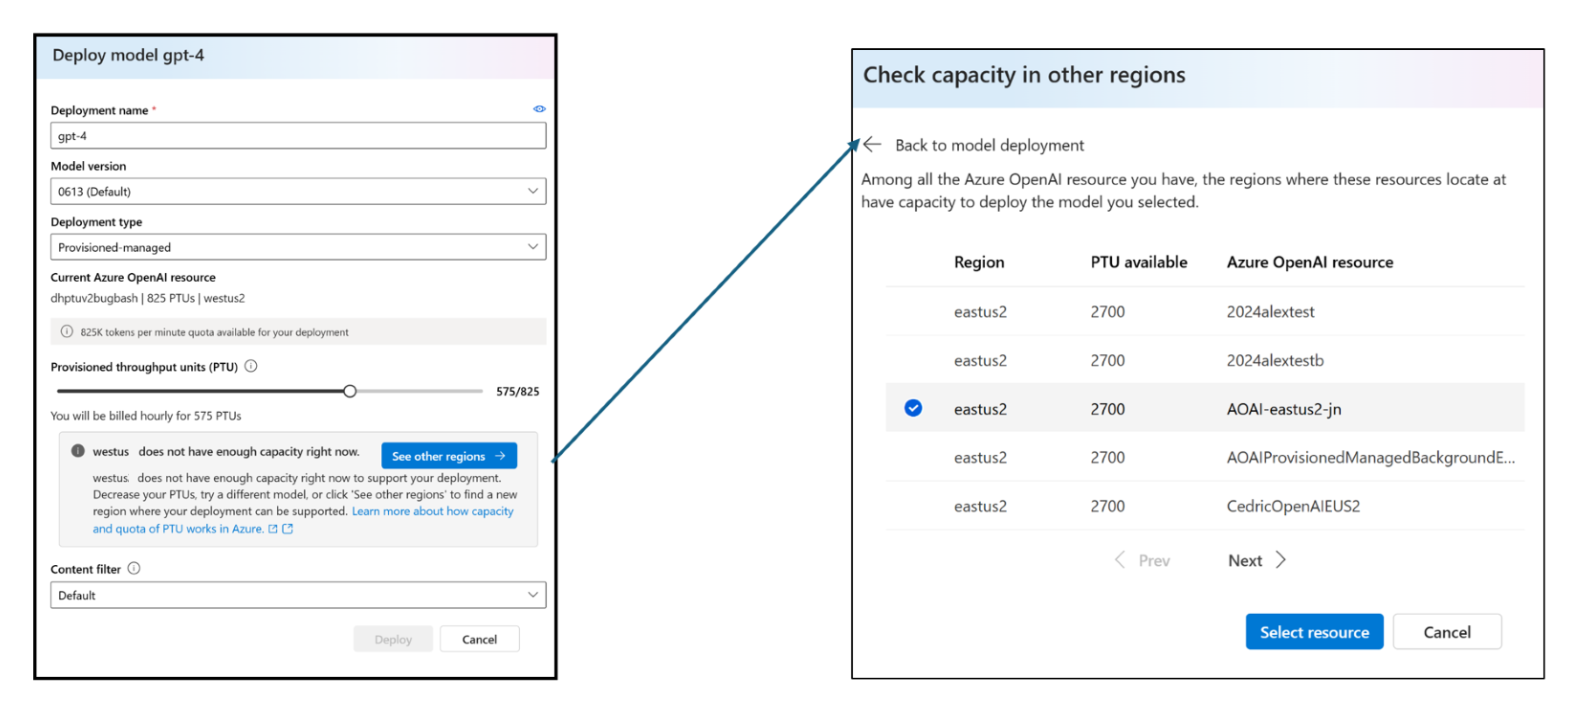 Deploy model gpt-4
Deployment name *
gpt-4
Model version
0613 (Default)
Deployment type
Provisioned-managed
Current Azure OpenAI resource
dhptuv2bugbash | 825 PTUs | westus2
825K tokens per minute quota available for your deployment
Provisioned throughput units (PTU)
575/825
You will be billed hourly for 575 PTUs
westus does not have enough capacity right now.
See other regions →
westus does not have enough capacity right now to support your deployment.
Decrease your PTUs, try a different model, or click 'See other regions' to find a new
region where your deployment can be supported. Learn more about how capacity
and quota of PTU works in Azure.
Content filter
Default
Deploy
Cancel
Check capacity in other regions
← Back to model deployment
Among all the Azure OpenAI resource you have, the regions where these resources locate at
have capacity to deploy the model you selected.
Region PTU available Azure OpenAI resource
eastus2 2700 2024alextest
eastus2 2700 2024alextestb
eastus2 2700 AOAI-eastus2-jn
eastus2 2700 AOAIProvisionedManagedBackgroundE...
eastus2 2700 CedricOpenAIEUS2
< Prev Next >
Select resource
Cancel